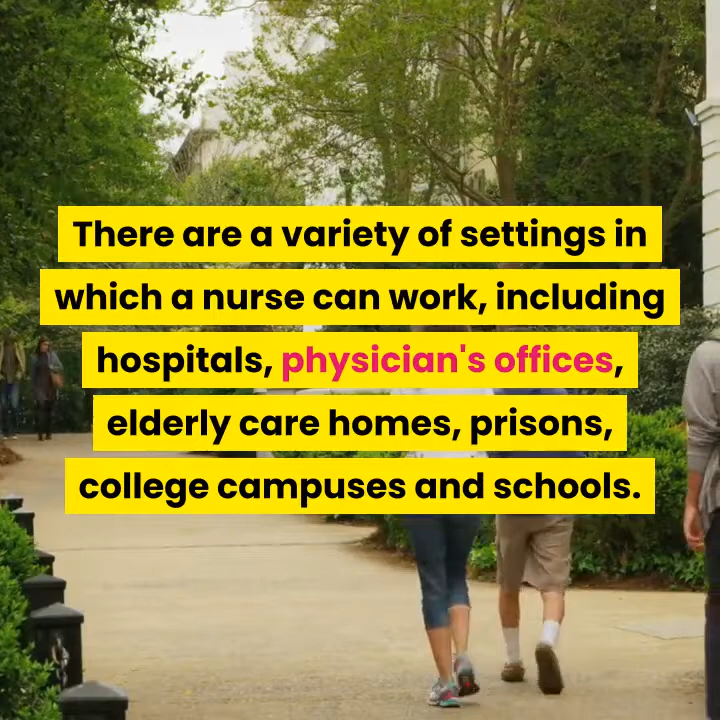 There are a variety of settings in
which a nurse can work, including
hospitals, physician's offices,
elderly care homes, prisons,
college campuses and schools.